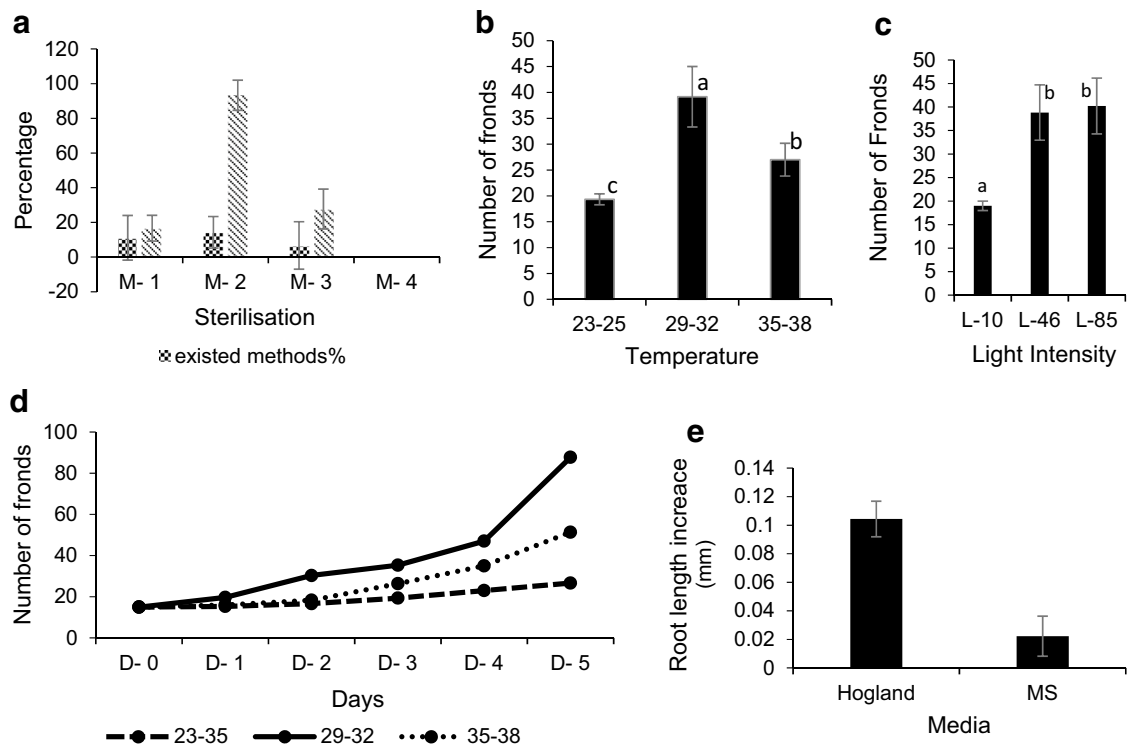 a
120
100
80
60
40
20
0
-20
Percentage
M- 1 M- 2 M- 3 M- 4
Sterilisation
existed methods%
b
50
45
40
35
30
25
20
15
10
5
0
Number of fronds
c
a
b
23-25 29-32 35-38
Temperature
c
50
45
40
35
30
25
20
15
10
5
0
Number of Fronds
a
b
b
L-10 L-46 L-85
Light Intensity
d
100
80
60
40
20
0
Number of fronds
D- 0 D- 1 D- 2 D- 3 D- 4 D- 5
Days
23-35 29-32 35-38
e
0.14
0.12
0.1
0.08
0.06
0.04
0.02
0
Root length increace
(mm)
Hogland MS
Media